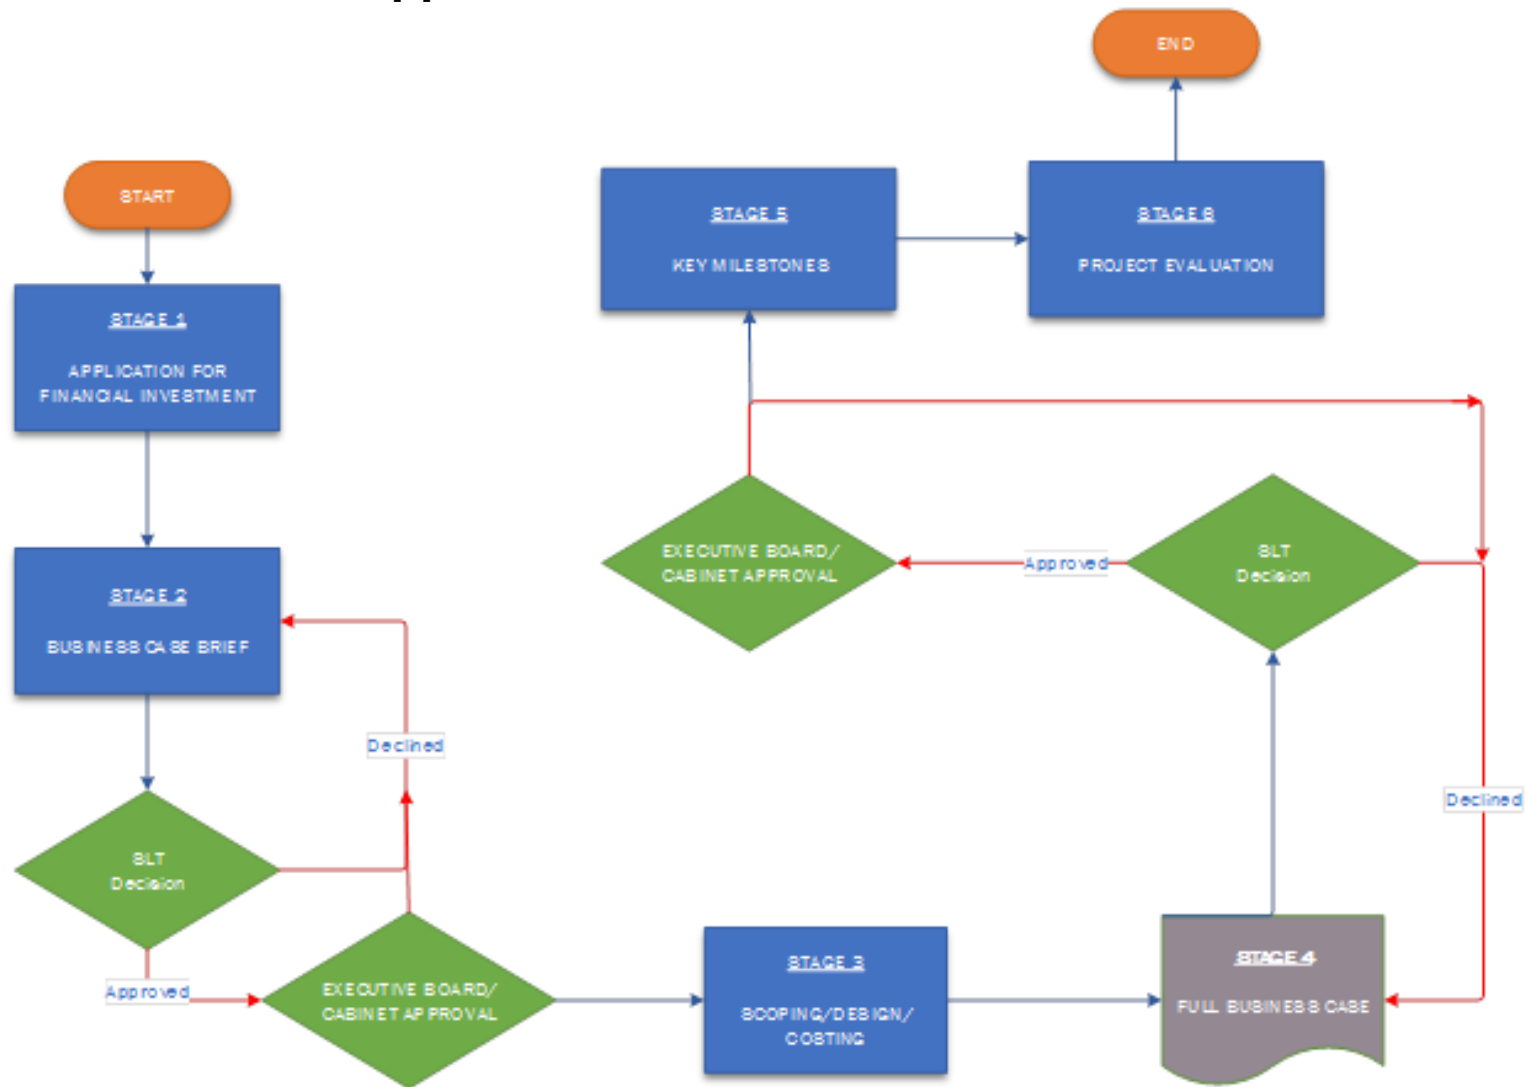 START
STAGE 1
APPLICATION FOR
FINANCIAL INVESTMENT
STAGE 2
BUSINESS CASE BRIEF
Declined
SLT
Decision
Approved
EXECUTIVE BOARD/
CABINET APPROVAL
STAGE 3
SCOPING/DESIGN/
COSTING
STAGE 4
FULL BUSINESS CASE
Declined
SLT
Decision
Approved
EXECUTIVE BOARD/
CABINET APPROVAL
STAGE 5
KEY MILESTONES
STAGE 6
PROJECT EVALUATION
END